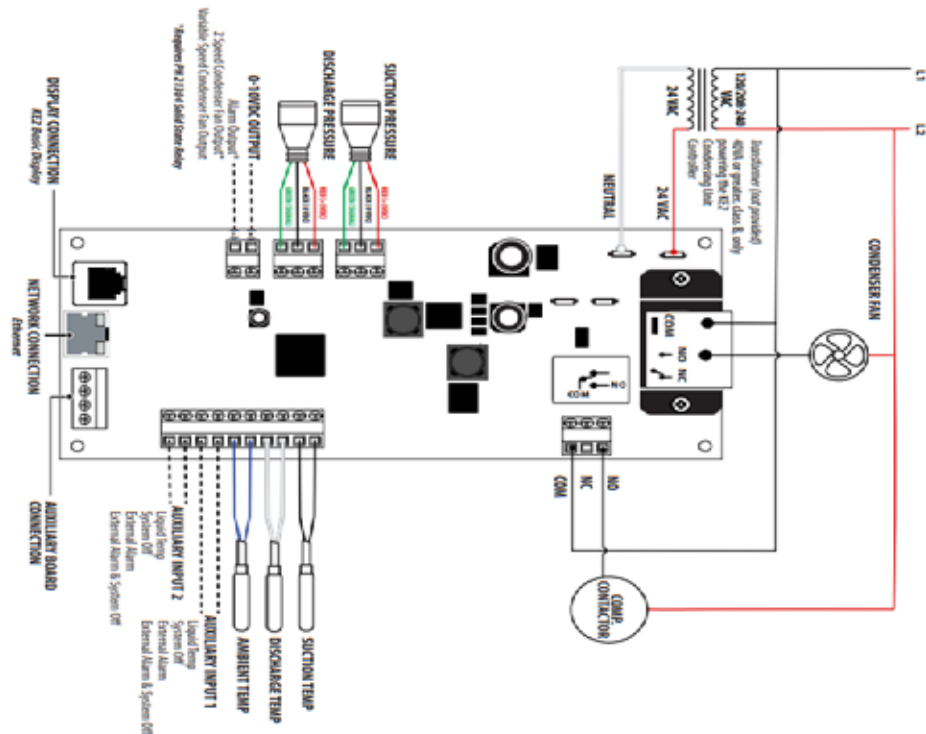 L1
L2
120/208-240
VAC
24 VAC
Transformer (not provided)
40VA or greater, class B, only
powering the KE2
Condensing Unit
Controller
CONDENSER FAN
24 VAC
NEUTRAL
COM
NO
NC
NO
COM
NO
NC
COM
COMP.
CONTACTOR
SUCTION PRESSURE
DISCHARGE PRESSURE
0-10VDC OUTPUT
Alarm Output*
2 Speed Condenser Fan Output*
Variable Speed Condenser Fan Output
*Requires PN 21304 Solid State Relay
SUCTION TEMP
DISCHARGE TEMP
AMBIENT TEMP
AUXILIARY INPUT 1
Liquid Temp
System Off
External Alarm
External Alarm & System Off
AUXILIARY INPUT 2
Liquid Temp
System Off
External Alarm
External Alarm & System Off
DISPLAY CONNECTION
KE2 Basic Display
NETWORK CONNECTION
Ethernet
AUXILIARY BOARD
CONNECTION